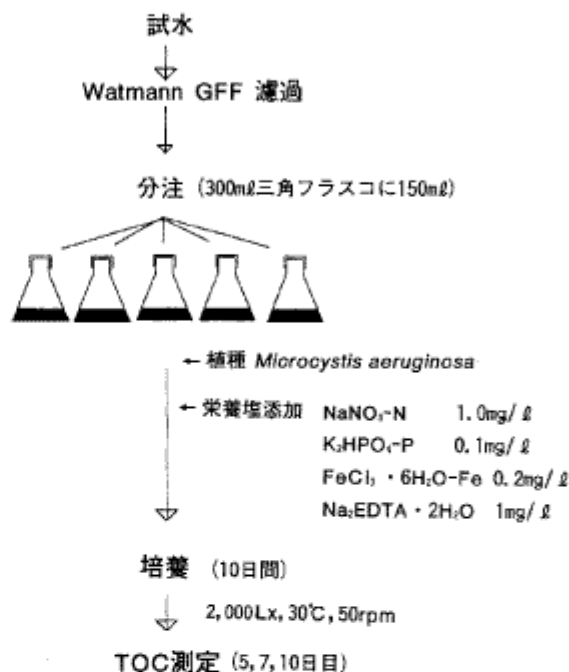 試水
Watmann GFF 濾過
分注 (300mℓ三角フラスコに150mℓ)
←植種 Microcystis aeruginosa
←栄養塩添加 NaNO₃-N 1.0mg/ℓ
K₂HPO₄-P 0.1mg/ℓ
FeCl₃・6H₂O-Fe 0.2mg/ℓ
Na₂EDTA・2H₂O 1mg/ℓ
培養 (10日間)
2,000Lx, 30℃, 50rpm
TOC測定 (5, 7, 10日目)